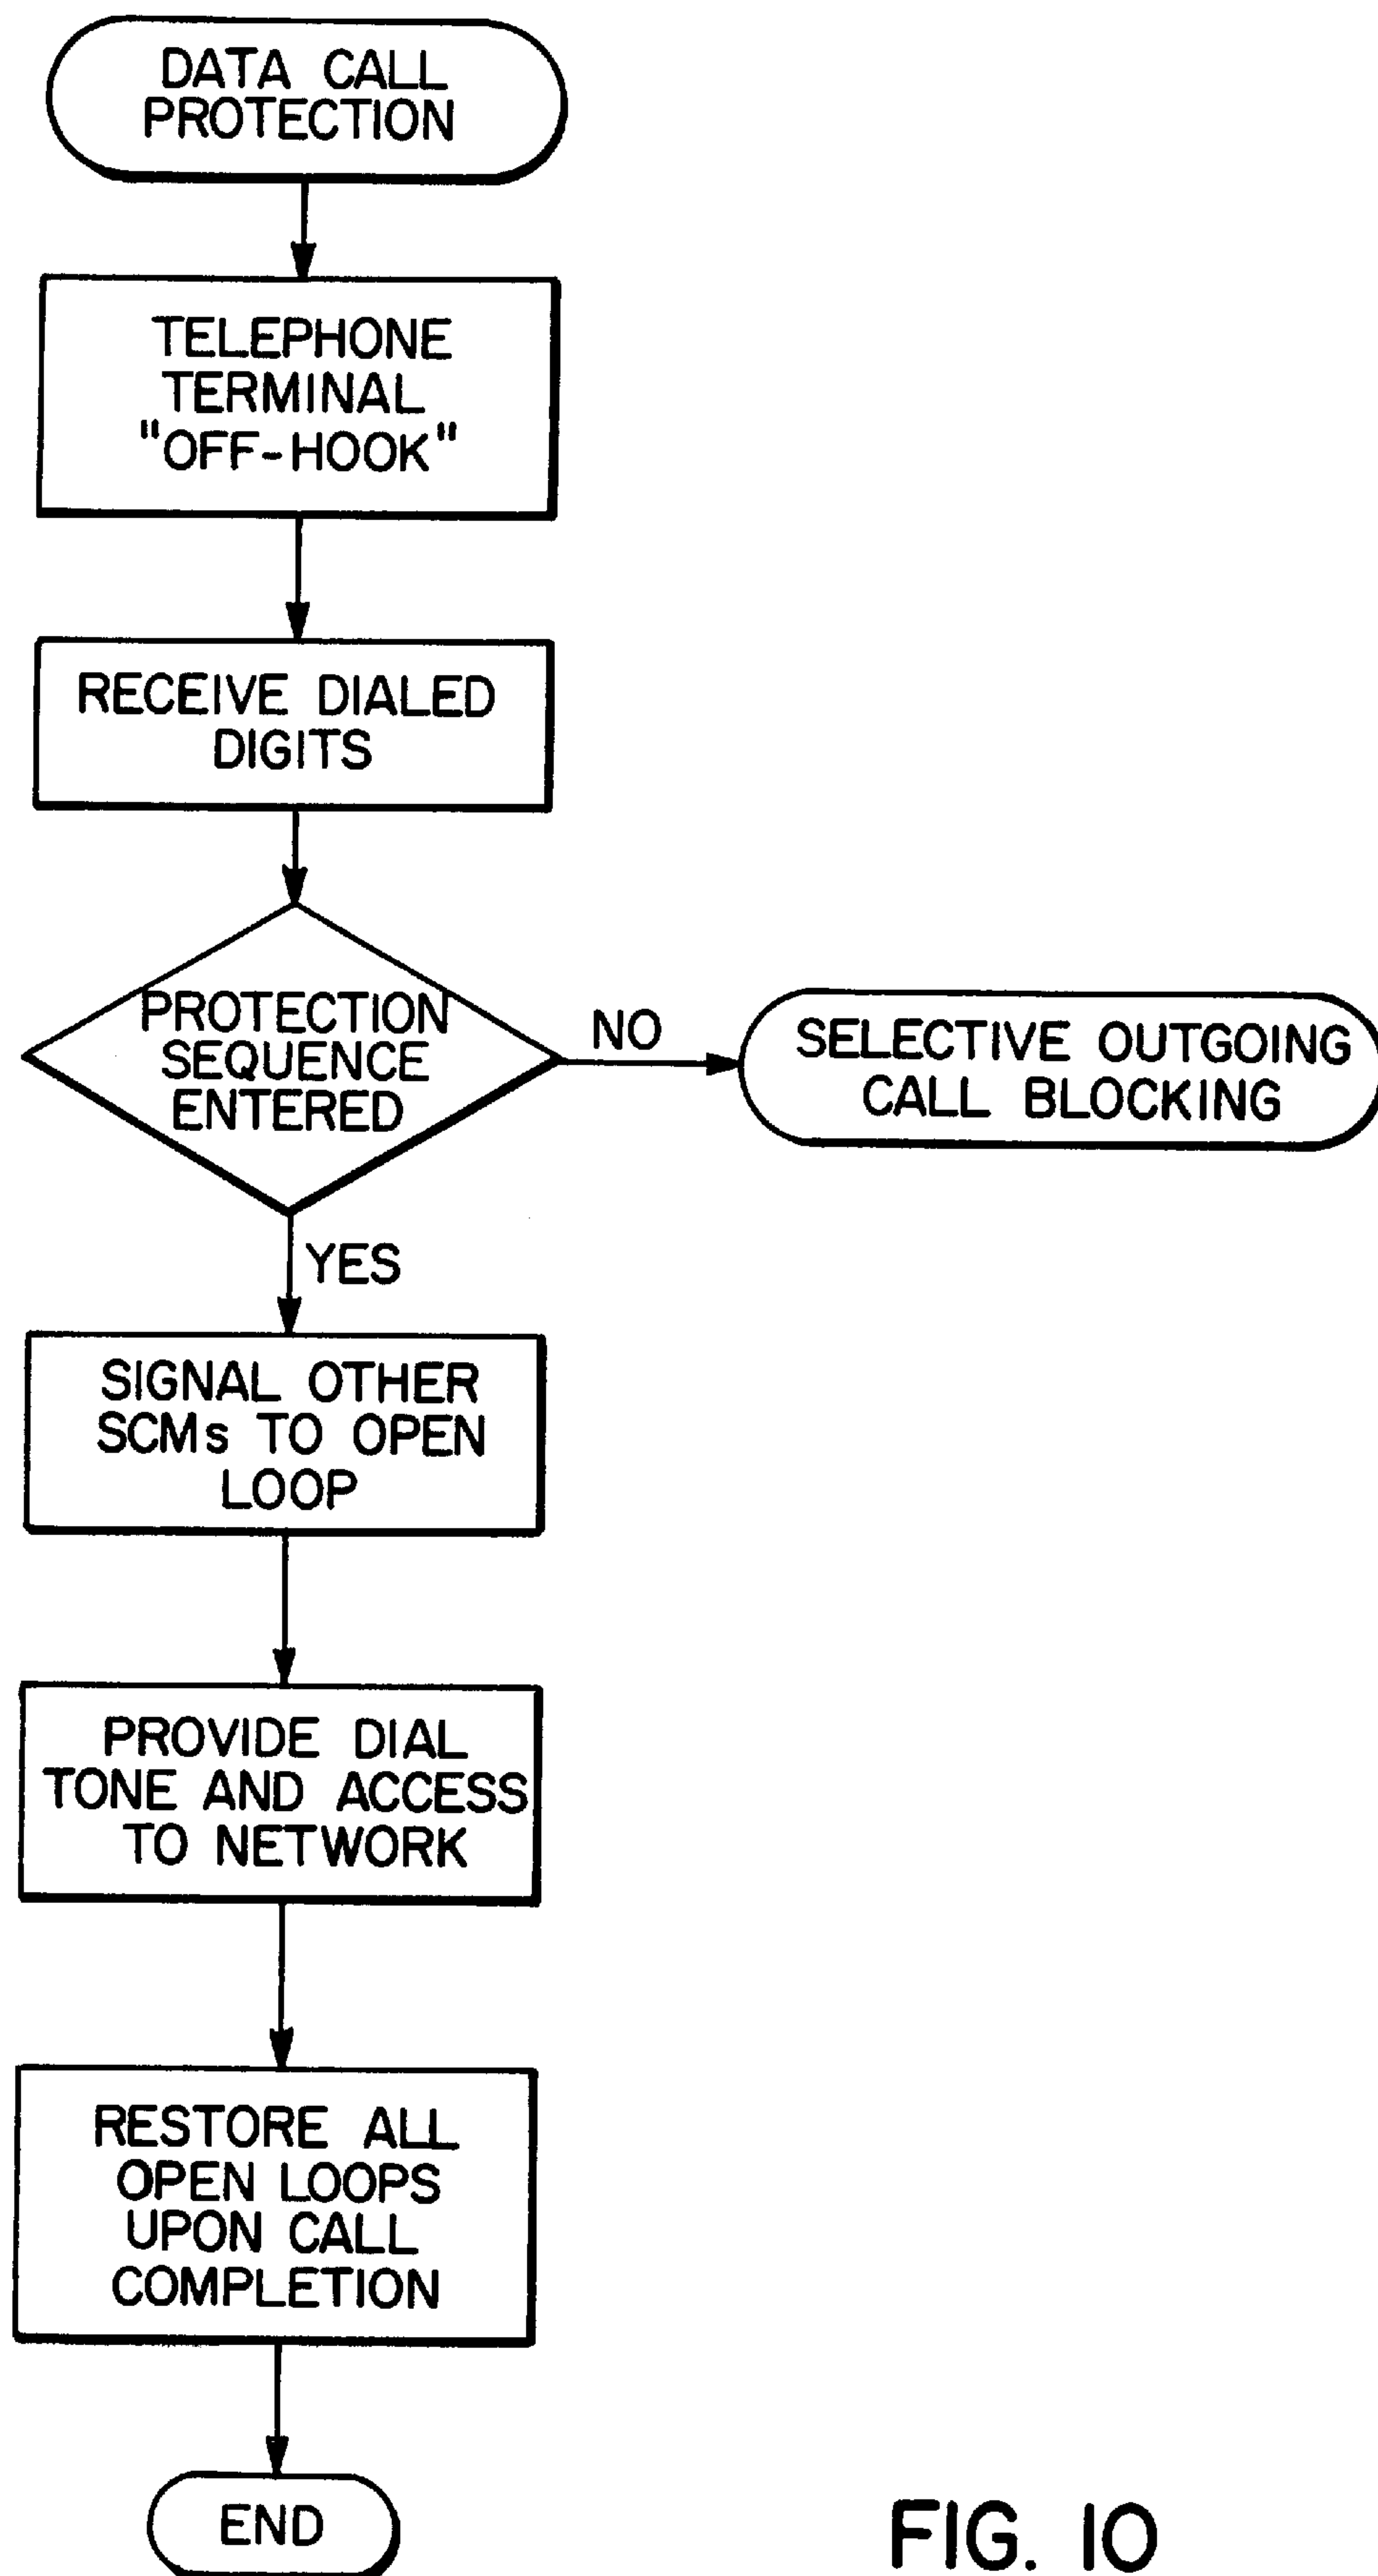 DATA CALL
PROTECTION
TELEPHONE
TERMINAL
"OFF-HOOK"
RECEIVE DIALED
DIGITS
PROTECTION
SEQUENCE
ENTERED
NO
SELECTIVE OUTGOING
CALL BLOCKING
YES
SIGNAL OTHER
SCMs TO OPEN
LOOP
PROVIDE DIAL
TONE AND ACCESS
TO NETWORK
RESTORE ALL
OPEN LOOPS
UPON CALL
COMPLETION
END
FIG. 10